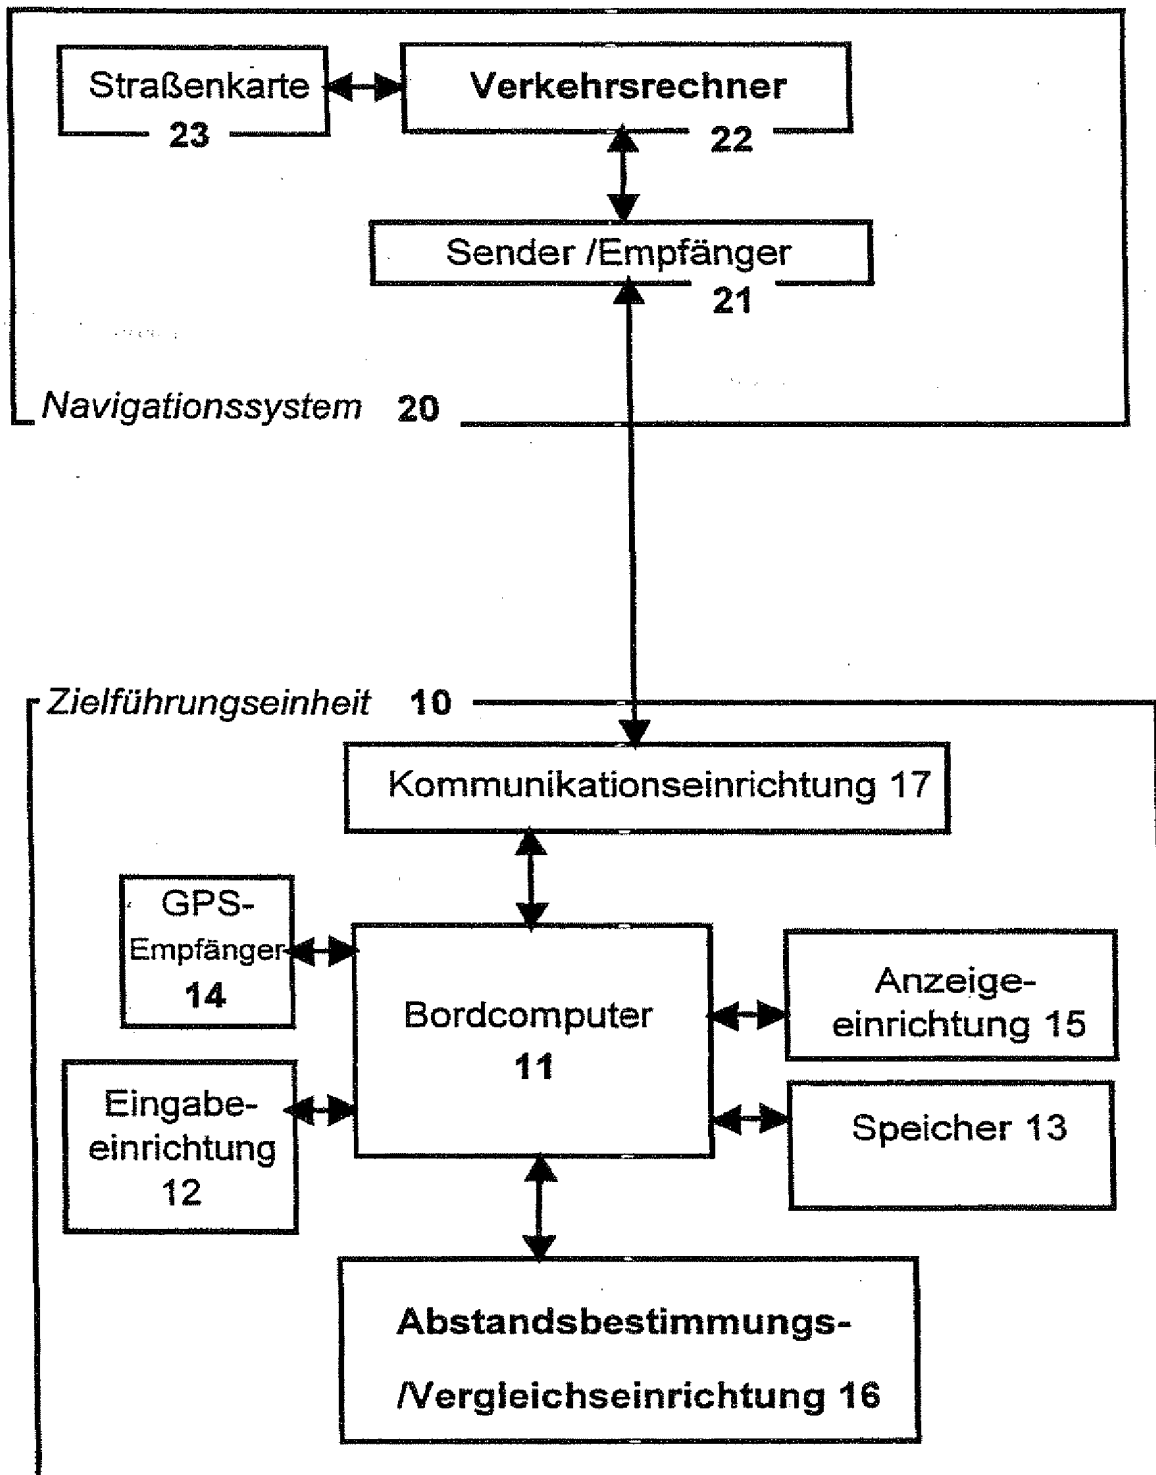 Straßenkarte
23
Verkehrsrechner
22
Sender /Empfänger
21
Navigationssystem 20
Zielführungseinheit 10
Kommunikationseinrichtung 17
GPS-
Empfänger
14
Bordcomputer
11
Anzeige-
einrichtung 15
Eingabe-
einrichtung
12
Speicher 13
Abstandsbestimmungs-
/Vergleichseinrichtung 16